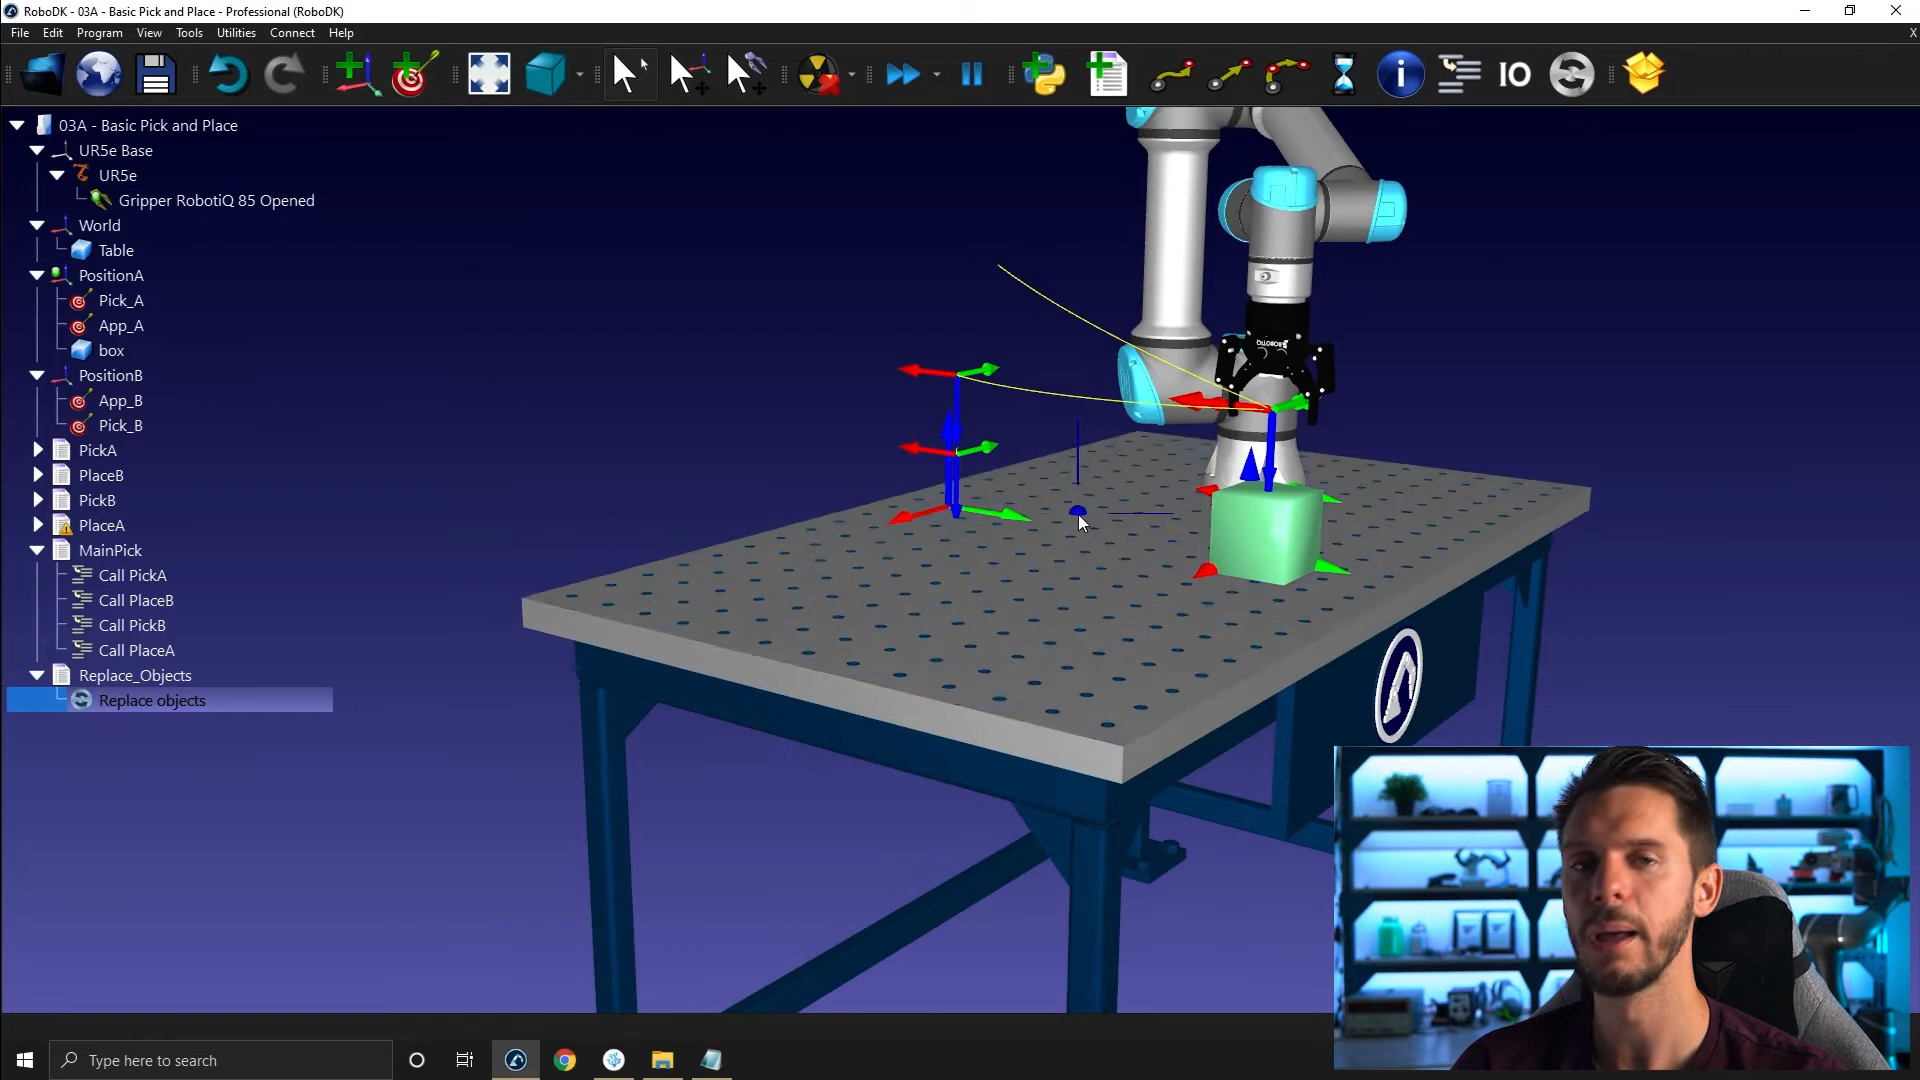 RoboDK - 03A - Basic Pick and Place - Professional (RoboDK)
File Edit Program View Tools Utilities Connect Help
X
IO
03A - Basic Pick and Place
UR5e Base
UR5e
Gripper RobotiQ 85 Opened
World
Table
PositionA
Pick_A
App_A
box
PositionB
App_B
Pick_B
PickA
PlaceB
PickB
PlaceA
MainPick
Call PickA
Call PlaceB
Call PickB
Call PlaceA
Replace_Objects
Replace objects
ROBOTIQ
Type here to search